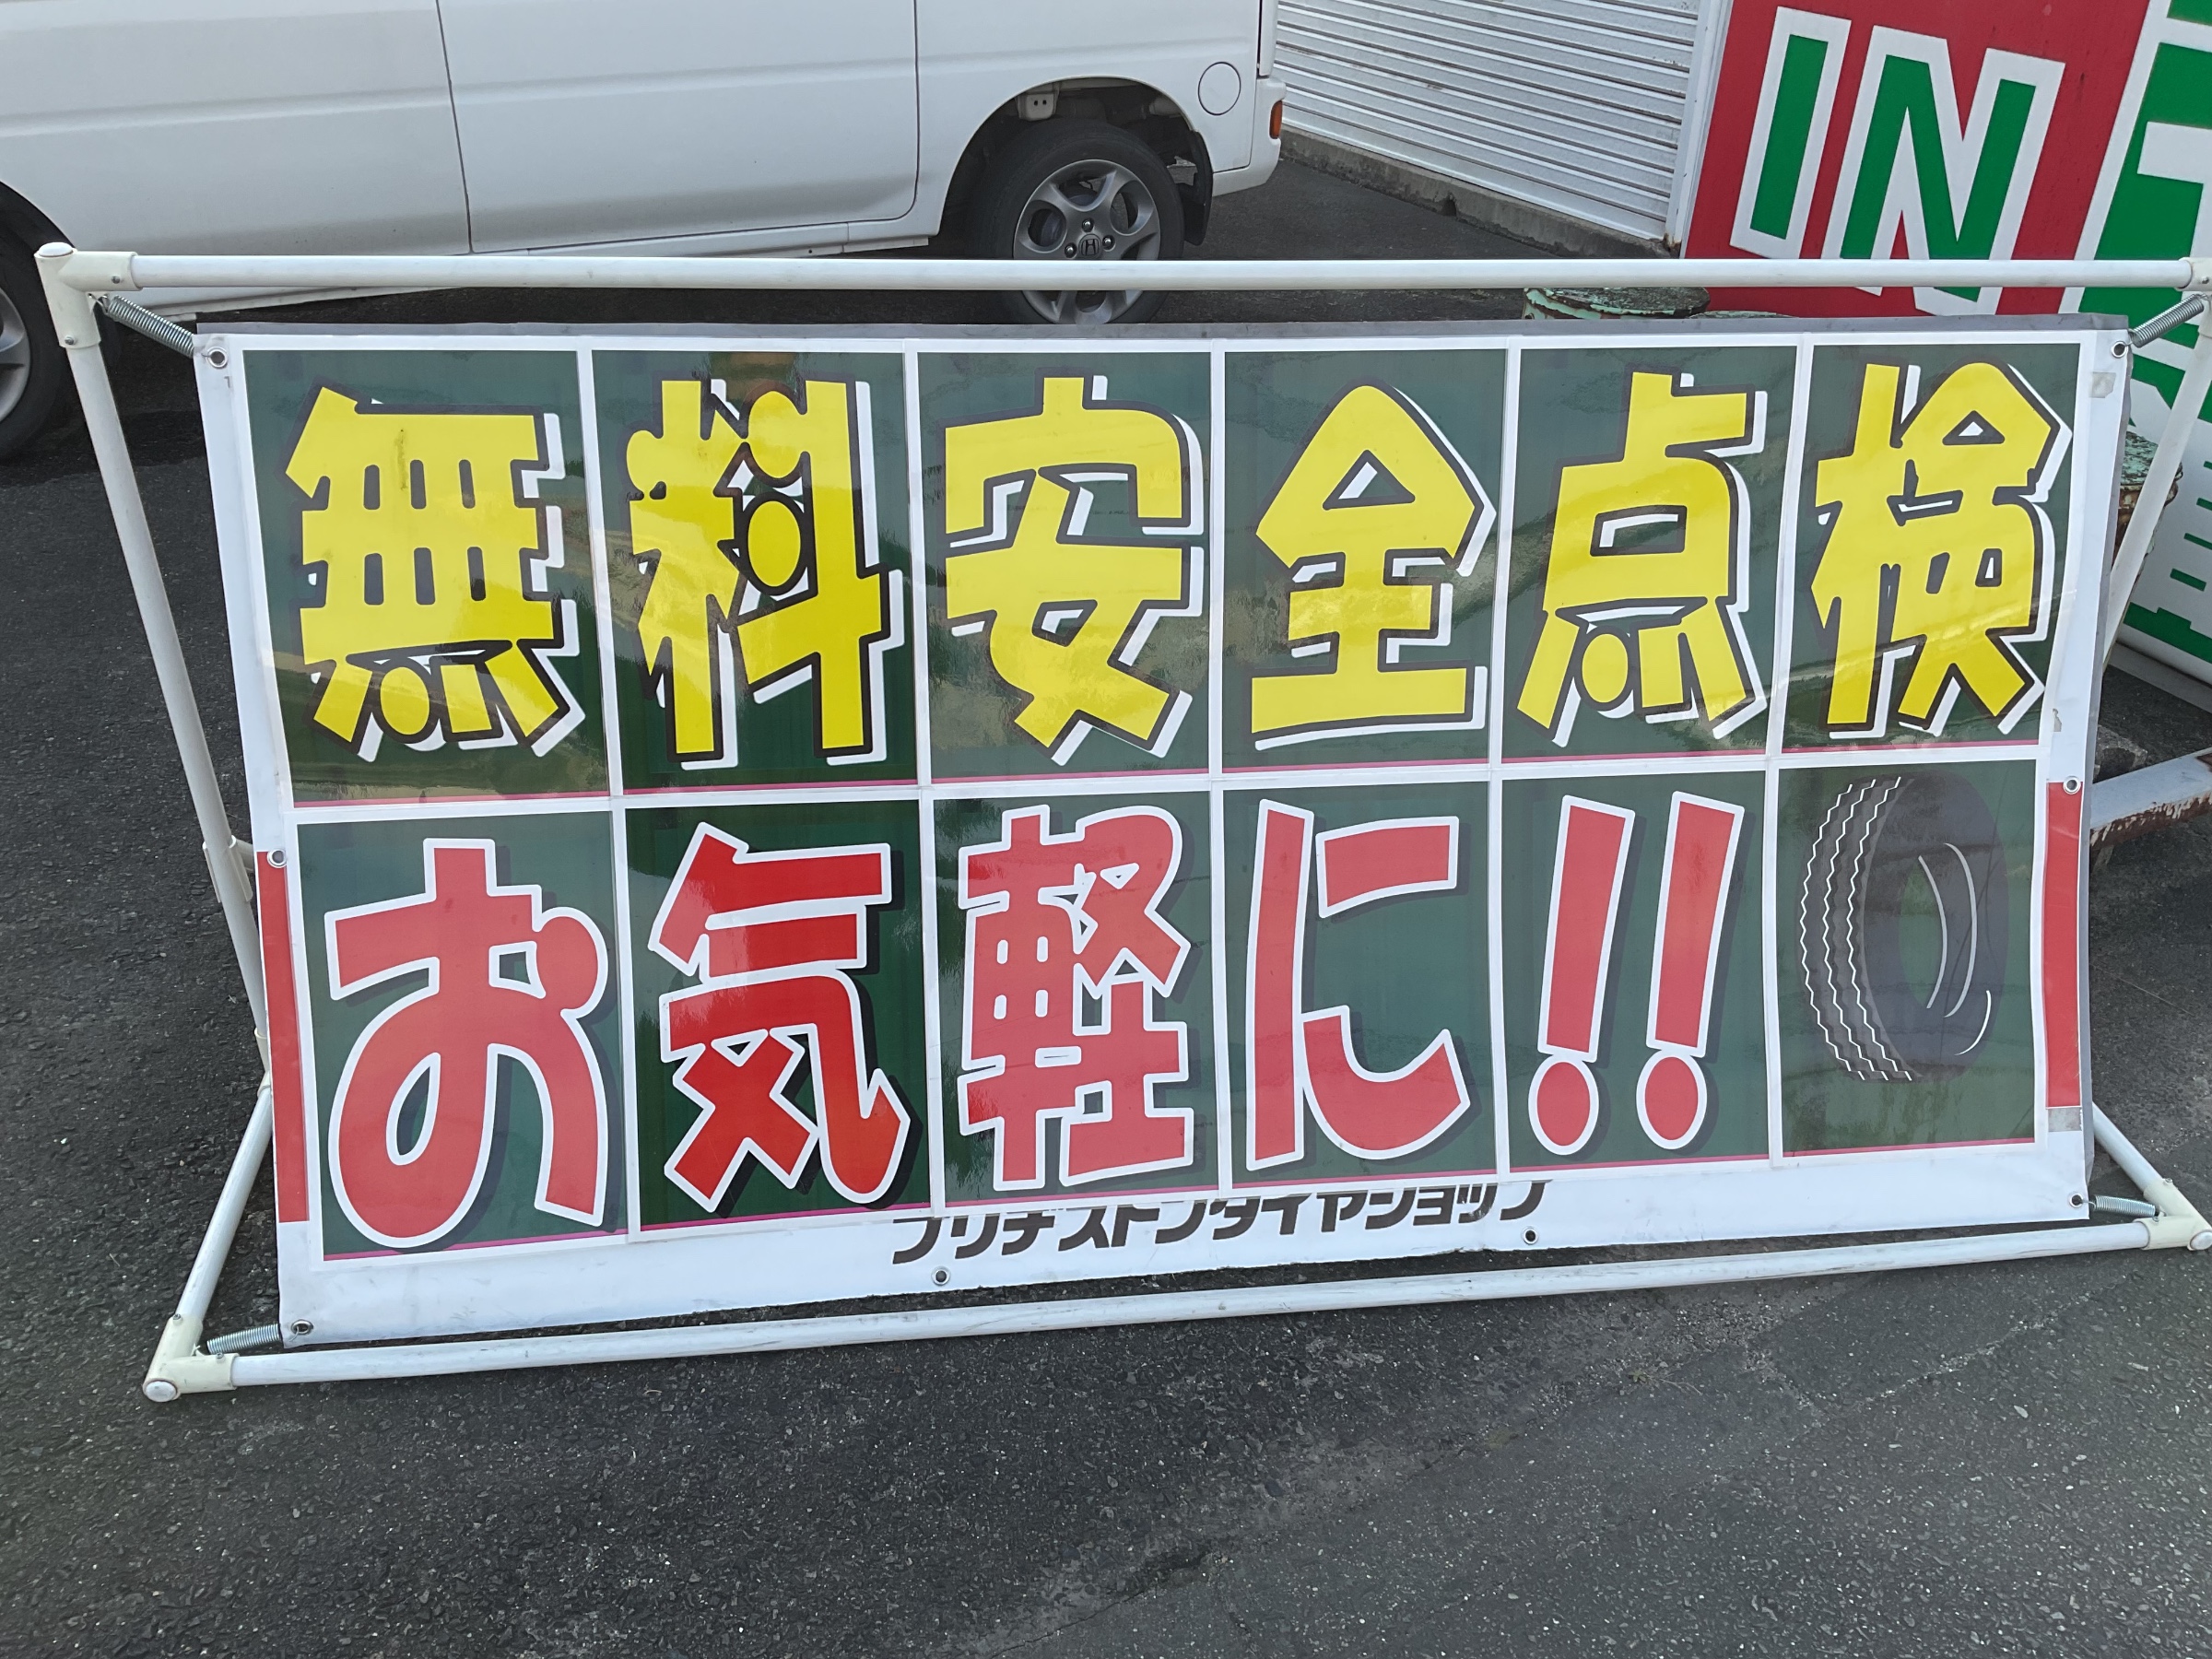 IN
無料安全点検
お気軽に!!
ブリヂストンタイヤショップ